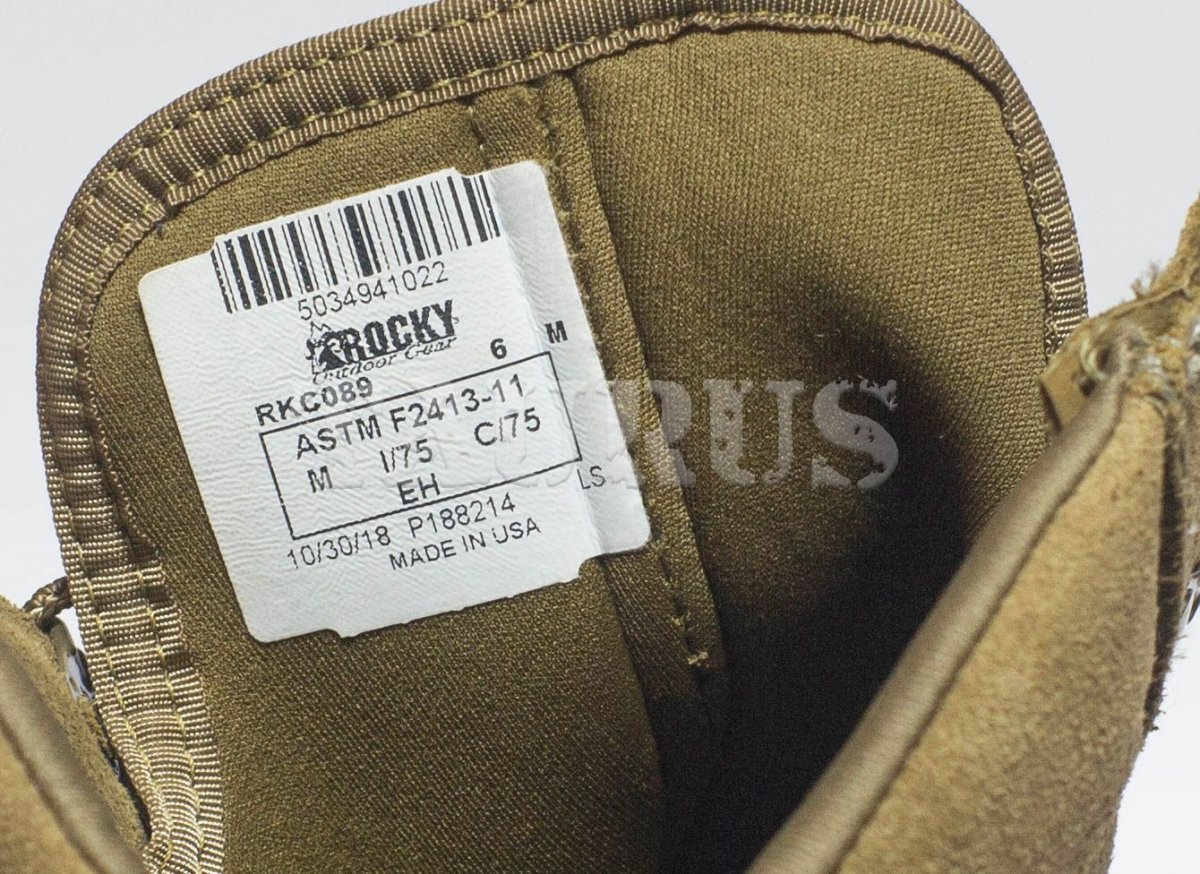 5034941022
ROCKY
Outdoor Gear
RKC089 6 M
ASTM F2413-11
M I/75 C/75
EH
LS
10/30/18 P188214
MADE IN USA